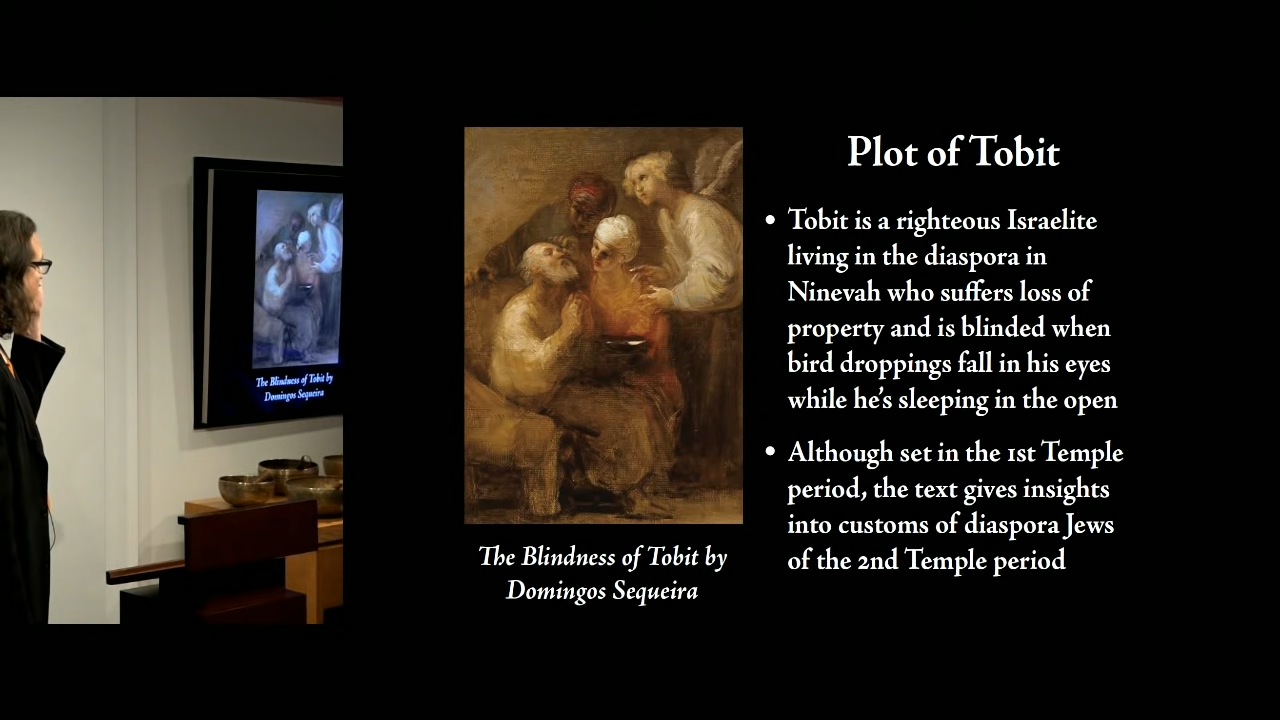 The Blindness of Tobit by
Domingos Sequeira
The Blindness of Tobit by
Domingos Sequeira
Plot of Tobit
• Tobit is a righteous Israelite
living in the diaspora in
Ninevah who suffers loss of
property and is blinded when
bird droppings fall in his eyes
while he's sleeping in the open
• Although set in the 1st Temple
period, the text gives insights
into customs of diaspora Jews
of the 2nd Temple period